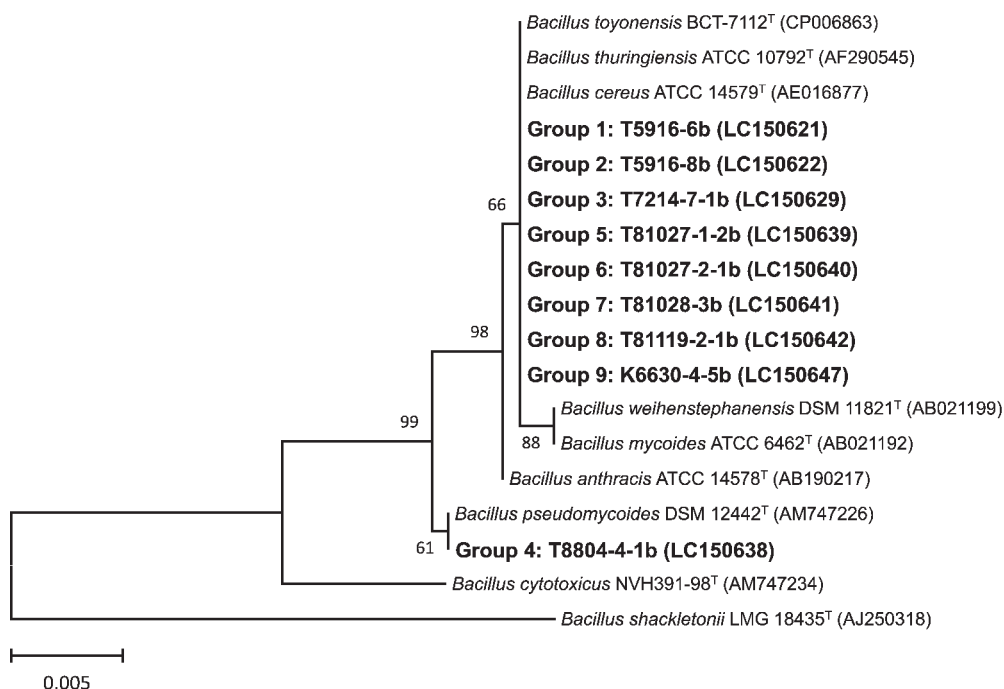 Bacillus toyonensis BCT-7112ᵀ (CP006863)
Bacillus thuringiensis ATCC 10792ᵀ (AF290545)
Bacillus cereus ATCC 14579ᵀ (AE016877)
Group 1: T5916-6b (LC150621)
Group 2: T5916-8b (LC150622)
Group 3: T7214-7-1b (LC150629)
66
Group 5: T81027-1-2b (LC150639)
Group 6: T81027-2-1b (LC150640)
Group 7: T81028-3b (LC150641)
98
Group 8: T81119-2-1b (LC150642)
Group 9: K6630-4-5b (LC150647)
Bacillus weihenstephanensis DSM 11821ᵀ (AB021199)
99
88
Bacillus mycoides ATCC 6462ᵀ (AB021192)
Bacillus anthracis ATCC 14578ᵀ (AB190217)
Bacillus pseudomycoides DSM 12442ᵀ (AM747226)
61
Group 4: T8804-4-1b (LC150638)
Bacillus cytotoxicus NVH391-98ᵀ (AM747234)
Bacillus shackletonii LMG 18435ᵀ (AJ250318)
0.005